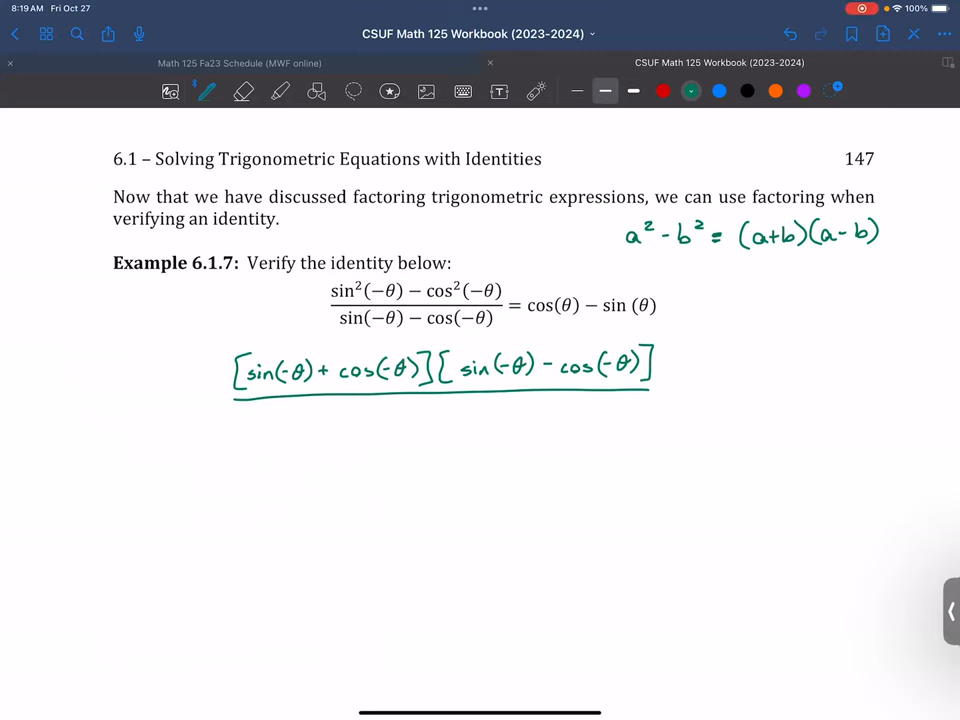 8:19 AM Fri Oct 27
100%
CSUF Math 125 Workbook (2023-2024)
Math 125 Fa23 Schedule (MWF online)
CSUF Math 125 Workbook (2023-2024)
6.1 – Solving Trigonometric Equations with Identities 147
Now that we have discussed factoring trigonometric expressions, we can use factoring when
verifying an identity.
a² - b² = (a+b)(a-b)
Example 6.1.7: Verify the identity below:
sin²(−θ) − cos²(−θ)
sin(−θ) − cos(−θ)
= cos(θ) − sin (θ)
[sin(-θ) + cos(-θ)][sin(-θ) - cos(-θ)]